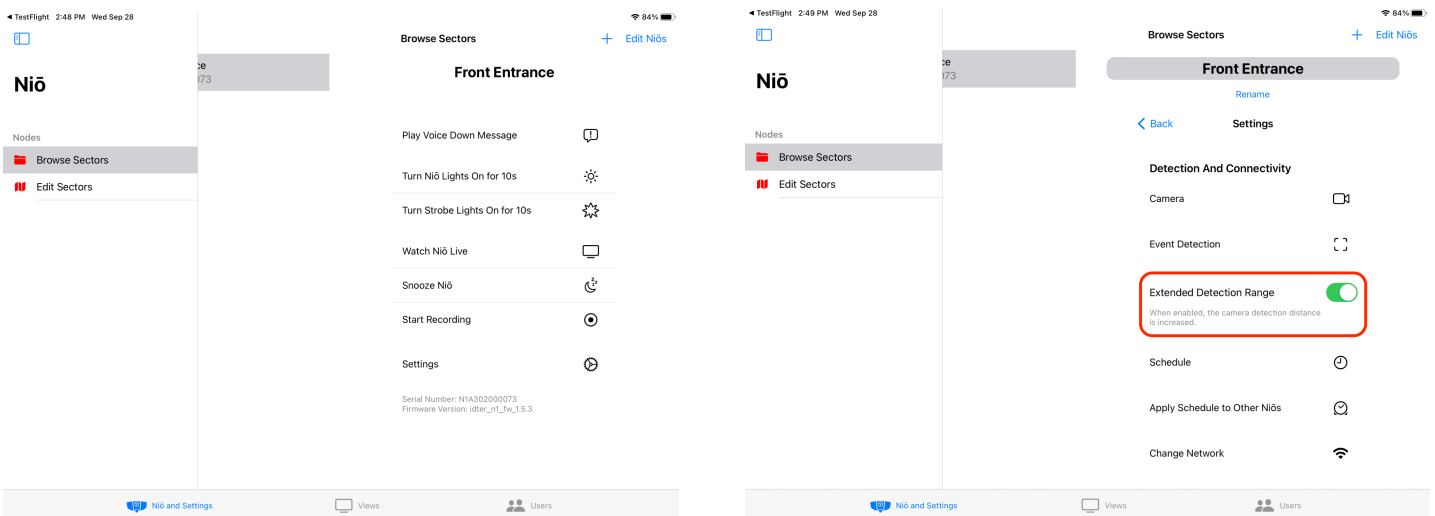 ◀ TestFlight 2:48 PM Wed Sep 28
84%
Browse Sectors
Edit Niōs
Niō
073
Front Entrance
Nodes
Browse Sectors
Edit Sectors
Play Voice Down Message
Turn Niō Lights On for 10s
Turn Strobe Lights On for 10s
Watch Niō Live
Snooze Niō
Start Recording
Settings
Serial Number: N1A302000073
Firmware Version: idter_n1_fw_1.5.3
Niō and Settings
Views
Users
◀ TestFlight 2:49 PM Wed Sep 28
84%
Browse Sectors
Edit Niōs
Niō
ce
073
Front Entrance
Rename
Back
Settings
Nodes
Browse Sectors
Edit Sectors
Detection And Connectivity
Camera
Event Detection
Extended Detection Range
When enabled, the camera detection distance
is increased.
Schedule
Apply Schedule to Other Niōs
Change Network
Niō and Settings
Views
Users